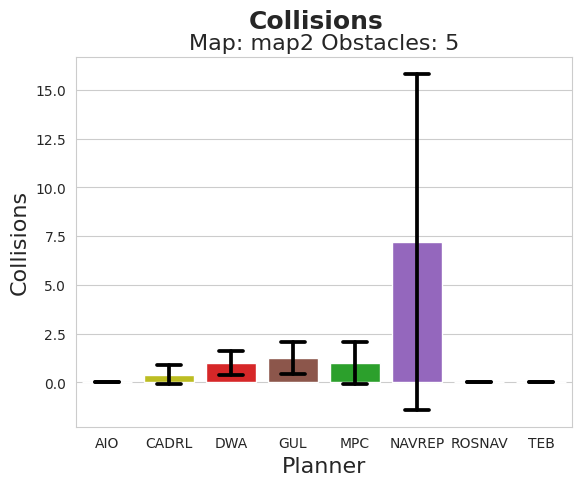 Collisions
Map: map2 Obstacles: 5
15.0
12.5
10.0
7.5
5.0
2.5
0.0
Collisions
AIO CADRL DWA GUL MPC NAVREP ROSNAV TEB
Planner